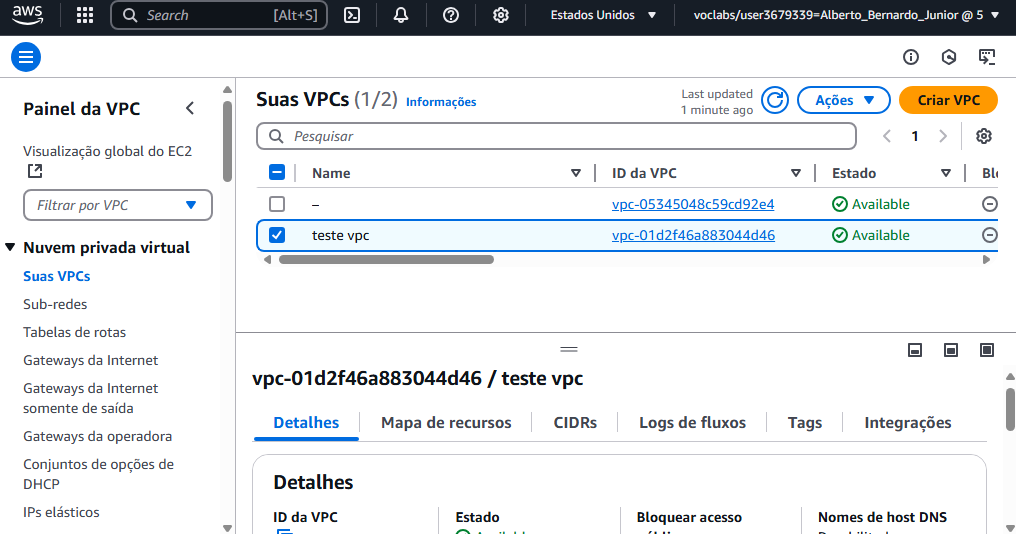 aws
Search [Alt+S]
Estados Unidos
voclabs/user3679339=Alberto_Bernardo_Junior @ 5
Painel da VPC
Visualização global do EC2
Filtrar por VPC
Nuvem privada virtual
Suas VPCs
Sub-redes
Tabelas de rotas
Gateways da Internet
Gateways da Internet
somente de saída
Gateways da operadora
Conjuntos de opções de
DHCP
IPs elásticos
Suas VPCs (1/2) Informações
Last updated
1 minute ago
Ações
Criar VPC
Pesquisar
1
Name ID da VPC Estado Blo
– vpc-05345048c59cd92e4 Available
teste vpc vpc-01d2f46a883044d46 Available
vpc-01d2f46a883044d46 / teste vpc
Detalhes Mapa de recursos CIDRs Logs de fluxos Tags Integrações
Detalhes
ID da VPC Estado Bloquear acesso Nomes de host DNS